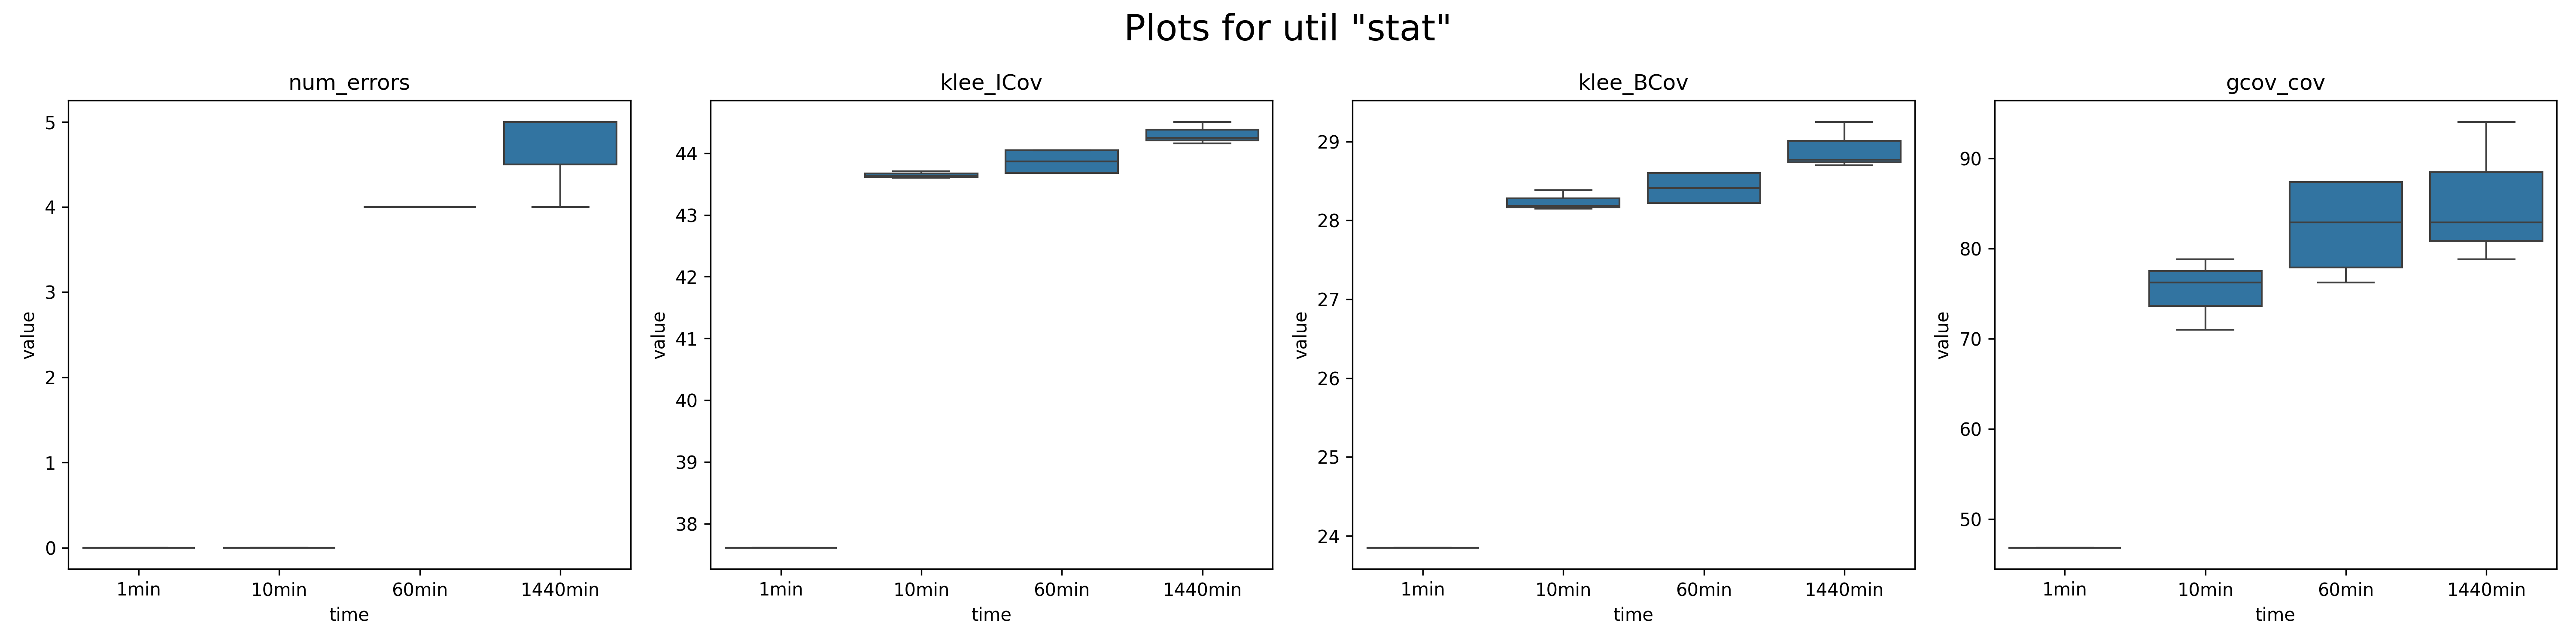 Plots for util "stat"
num_errors
5
4
3
2
1
0
value
1min 10min 60min 1440min
time
klee_ICov
44
43
42
41
40
39
38
value
1min 10min 60min 1440min
time
klee_BCov
29
28
27
26
25
24
value
1min 10min 60min 1440min
time
gcov_cov
90
80
70
60
50
value
1min 10min 60min 1440min
time